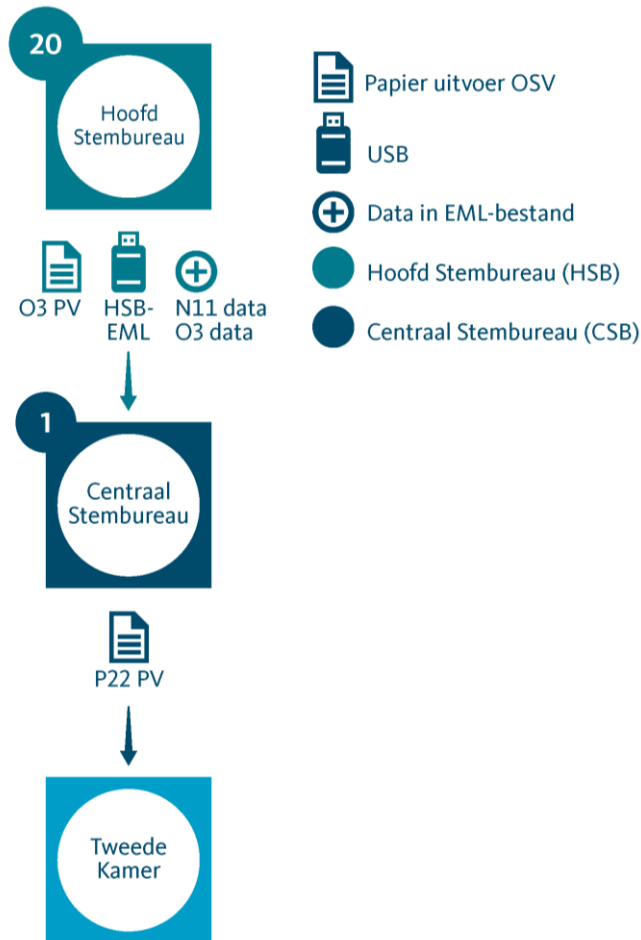 20
Hoofd
Stembureau
O3 PV
HSB-
EML
N11 data
O3 data
1
Centraal
Stembureau
P22 PV
Tweede
Kamer
Papier uitvoer OSV
USB
Data in EML-bestand
Hoofd Stembureau (HSB)
Centraal Stembureau (CSB)